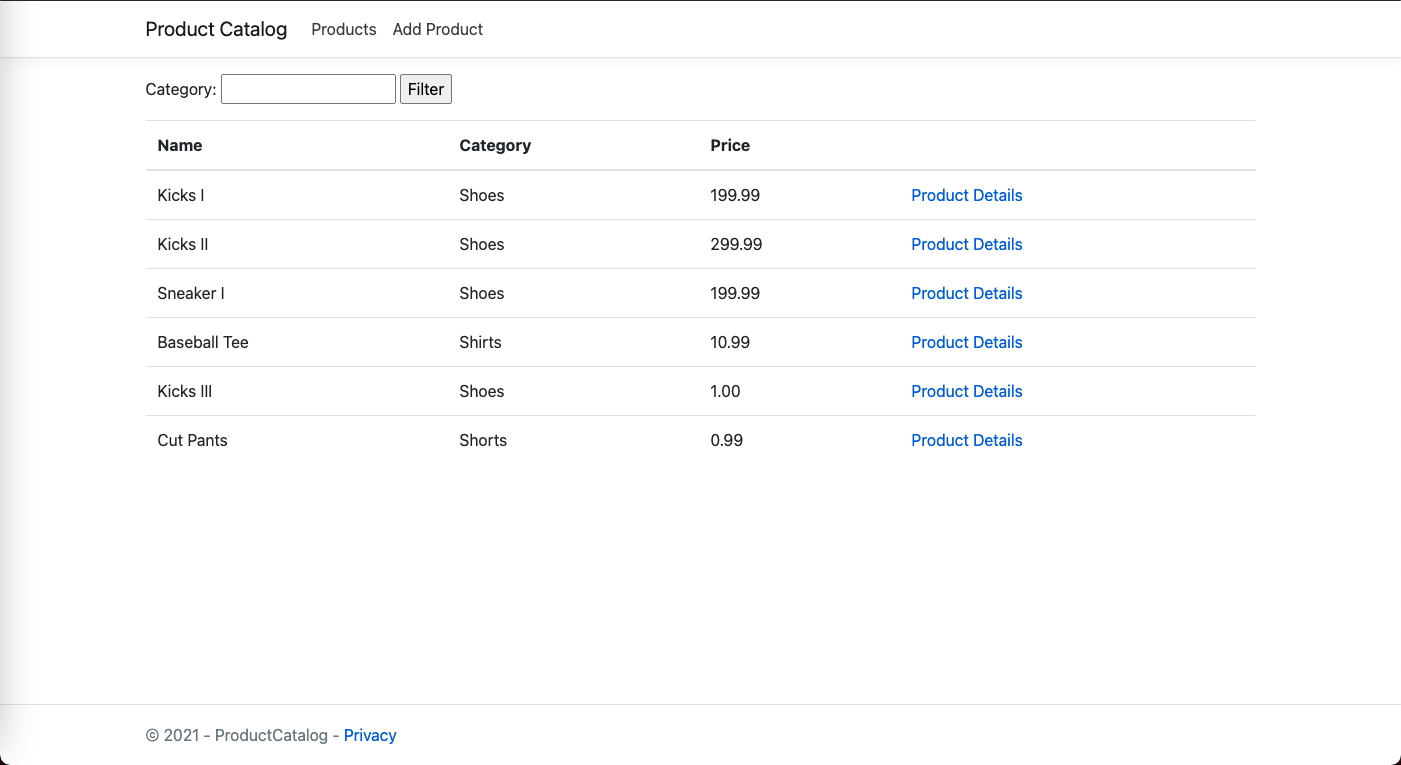 Product Catalog Products Add Product
Category: Filter
Name Category Price
Kicks I Shoes 199.99 Product Details
Kicks II Shoes 299.99 Product Details
Sneaker I Shoes 199.99 Product Details
Baseball Tee Shirts 10.99 Product Details
Kicks III Shoes 1.00 Product Details
Cut Pants Shorts 0.99 Product Details
© 2021 - ProductCatalog - Privacy